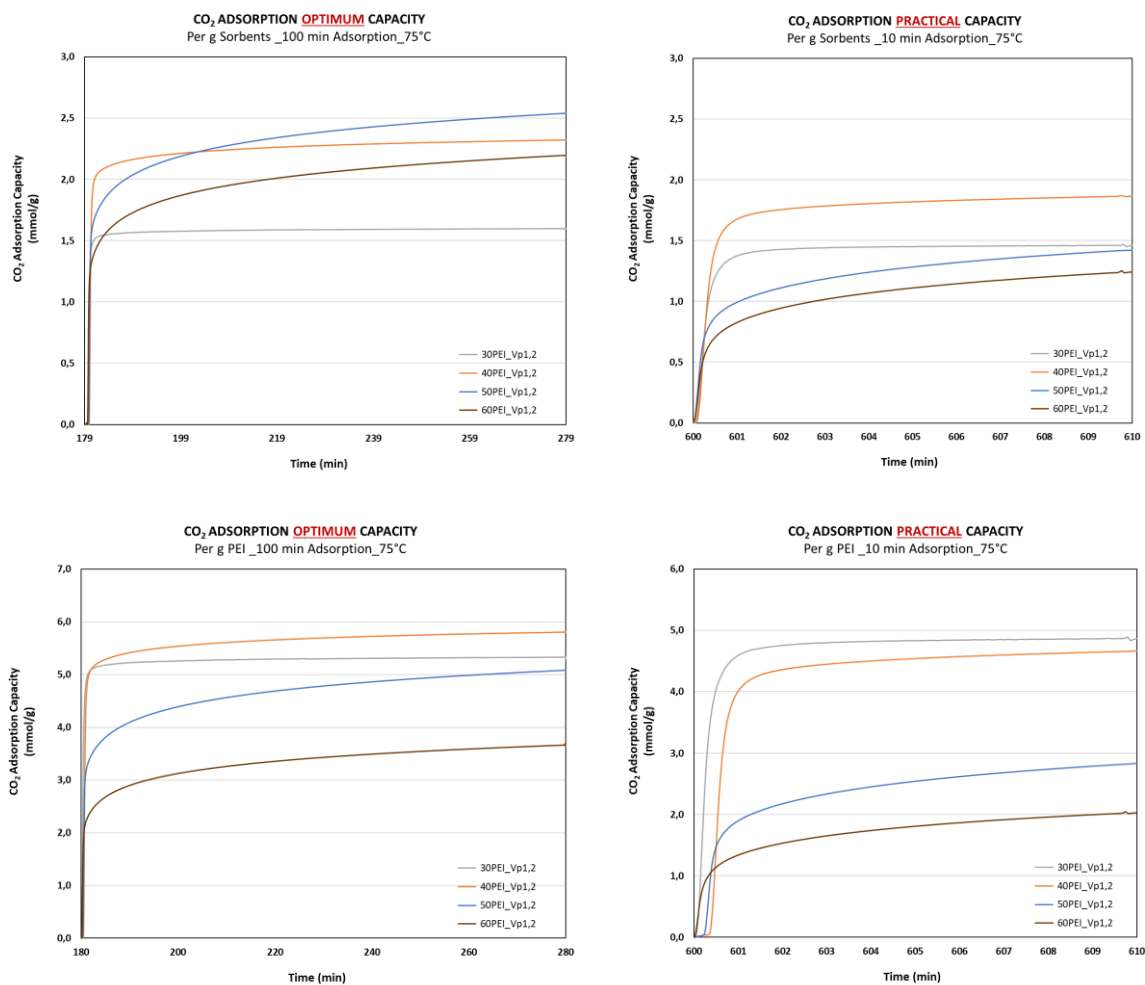 CO₂ ADSORPTION OPTIMUM CAPACITY
Per g Sorbents _100 min Adsorption_75°C
CO₂ Adsorption Capacity
(mmol/g)
3,0
2,5
2,0
1,5
1,0
0,5
0,0
30PEI_Vp1,2
40PEI_Vp1,2
50PEI_Vp1,2
60PEI_Vp1,2
179 199 219 239 259 279
Time (min)
CO₂ ADSORPTION PRACTICAL CAPACITY
Per g Sorbents _10 min Adsorption_75°C
CO₂ Adsorption Capacity
(mmol/g)
3,0
2,5
2,0
1,5
1,0
0,5
0,0
30PEI_Vp1,2
40PEI_Vp1,2
50PEI_Vp1,2
60PEI_Vp1,2
600 601 602 603 604 605 606 607 608 609 610
Time (min)
CO₂ ADSORPTION OPTIMUM CAPACITY
Per g PEI _100 min Adsorption_75°C
CO₂ Adsorption Capacity
(mmol/g)
7,0
6,0
5,0
4,0
3,0
2,0
1,0
0,0
30PEI_Vp1,2
40PEI_Vp1,2
50PEI_Vp1,2
60PEI_Vp1,2
180 200 220 240 260 280
Time (min)
CO₂ ADSORPTION PRACTICAL CAPACITY
Per g PEI _10 min Adsorption_75°C
CO₂ Adsorption Capacity
(mmol/g)
6,0
5,0
4,0
3,0
2,0
1,0
0,0
30PEI_Vp1,2
40PEI_Vp1,2
50PEI_Vp1,2
60PEI_Vp1,2
600 601 602 603 604 605 606 607 608 609 610
Time (min)